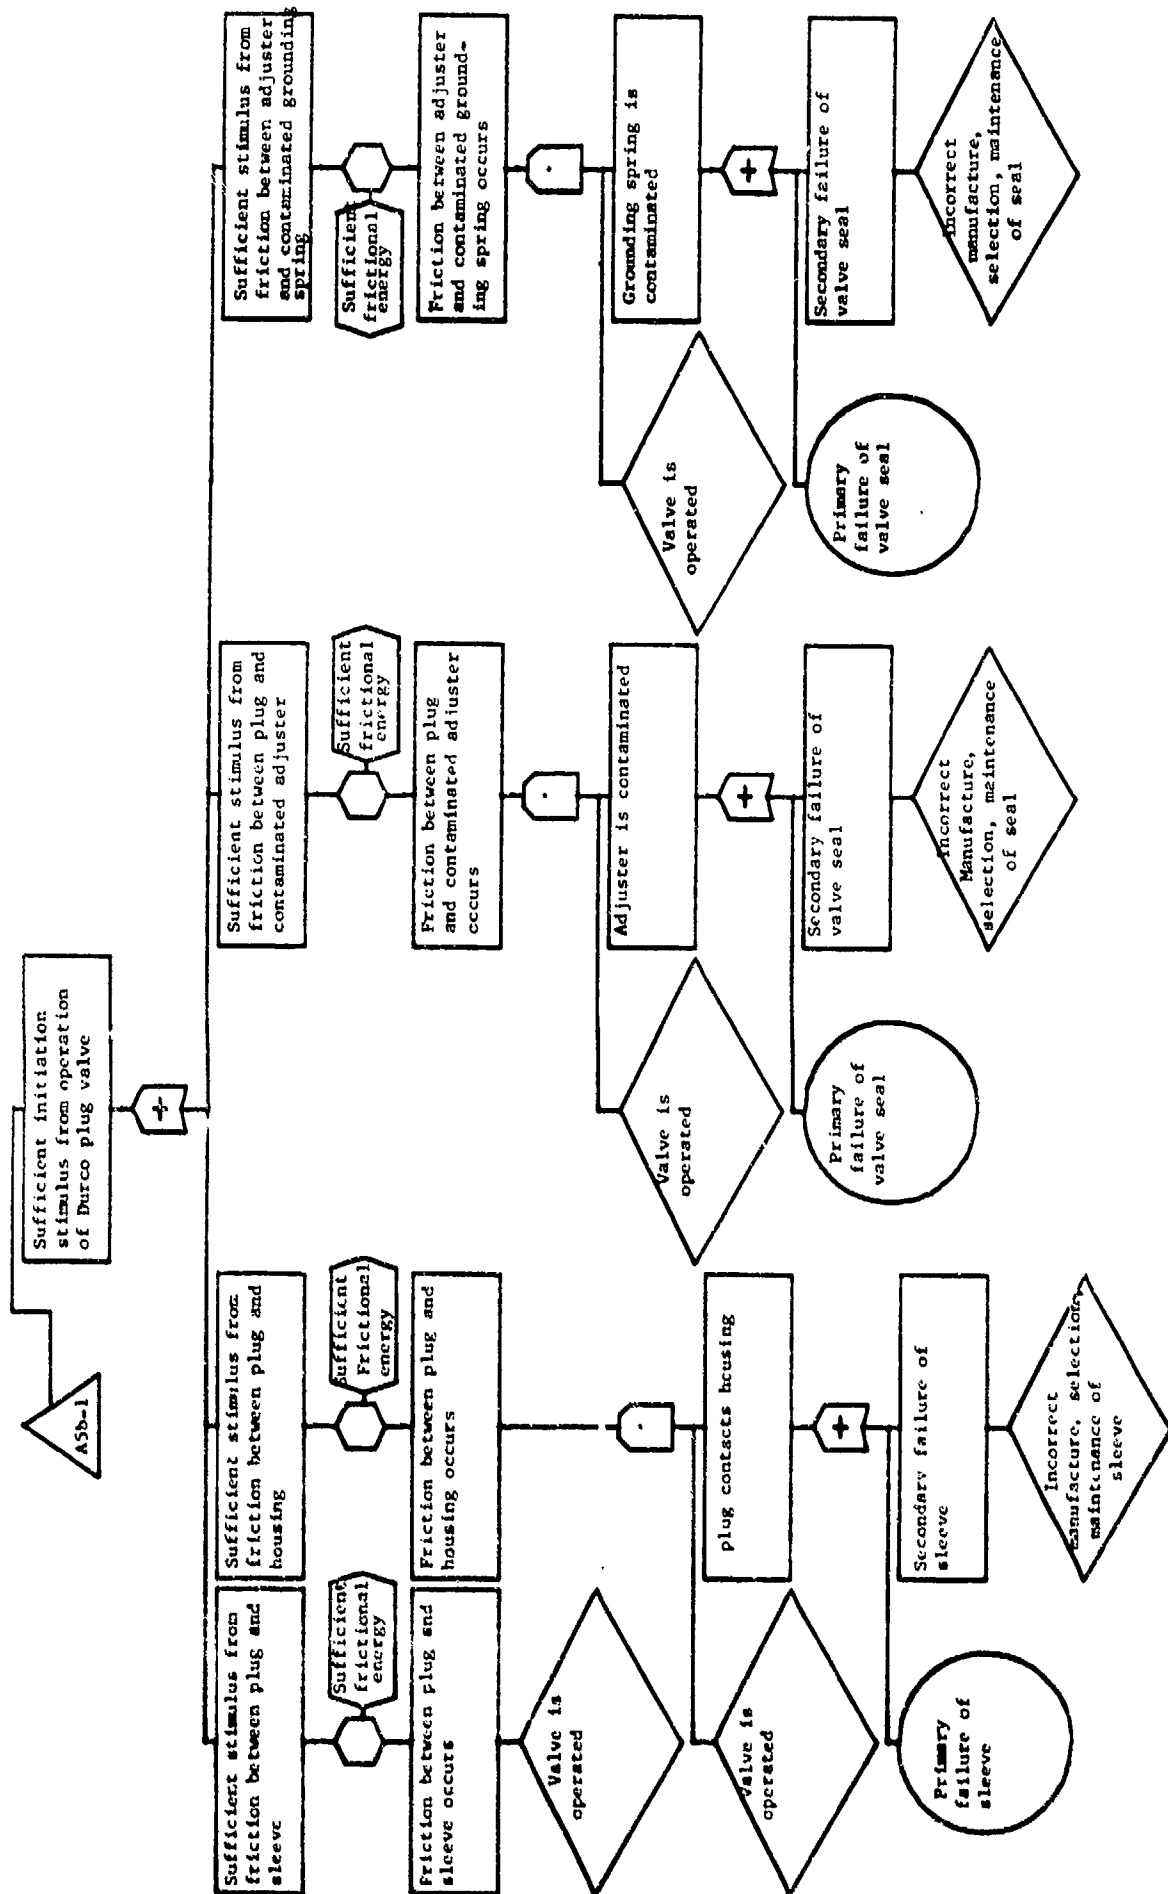 A5b-1
Sufficient initiation
stimulus from operation
of Durco plug valve
+
Sufficient stimulus from
friction between plug and
sleeve
Sufficient
frictional
energy
Friction between plug and
sleeve occurs
Valve is
operated
Sufficient stimulus from
friction between plug and
housing
Sufficient
Frictional
energy
Friction between plug and
housing occurs
.
Valve is
operated
plug contacts housing
+
Primary
failure of
sleeve
Secondary failure of
sleeve
Incorrect
manufacture, selection,
maintenance of
sleeve
Sufficient stimulus from
friction between plug and
contaminated adjuster
Sufficient
frictional
energy
Friction between plug
and contaminated adjuster
occurs
.
Valve is
operated
Adjuster is contaminated
+
Primary
failure of
valve seal
Secondary failure of
valve seal
Incorrect
Manufacture,
selection, maintenance
of seal
Sufficient stimulus from
friction between adjuster
and contaminated grounding
spring
Sufficient
frictional
energy
Friction between adjuster
and contaminated ground-
ing spring occurs
.
Valve is
operated
Grounding spring is
contaminated
+
Primary
failure of
valve seal
Secondary failure of
valve seal
Incorrect
manufacture,
selection, maintenance
of seal